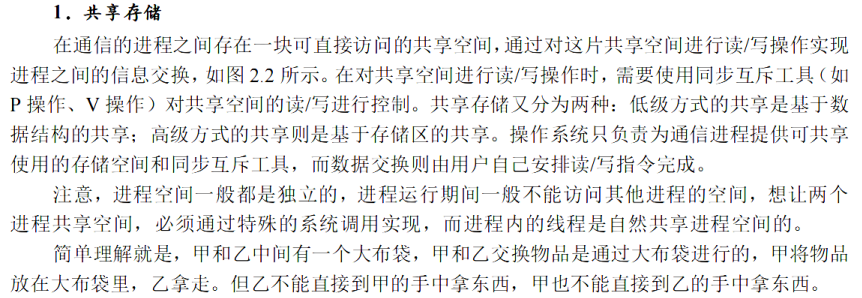 1．共享存储
在通信的进程之间存在一块可直接访问的共享空间，通过对这片共享空间进行读/写操作实现
进程之间的信息交换，如图 2.2 所示。在对共享空间进行读/写操作时，需要使用同步互斥工具（如
P 操作、V 操作）对共享空间的读/写进行控制。共享存储又分为两种：低级方式的共享是基于数
据结构的共享；高级方式的共享则是基于存储区的共享。操作系统只负责为通信进程提供可共享
使用的存储空间和同步互斥工具，而数据交换则由用户自己安排读/写指令完成。
注意，进程空间一般都是独立的，进程运行期间一般不能访问其他进程的空间，想让两个
进程共享空间，必须通过特殊的系统调用实现，而进程内的线程是自然共享进程空间的。
简单理解就是，甲和乙中间有一个大布袋，甲和乙交换物品是通过大布袋进行的，甲将物品
放在大布袋里，乙拿走。但乙不能直接到甲的手中拿东西，甲也不能直接到乙的手中拿东西。